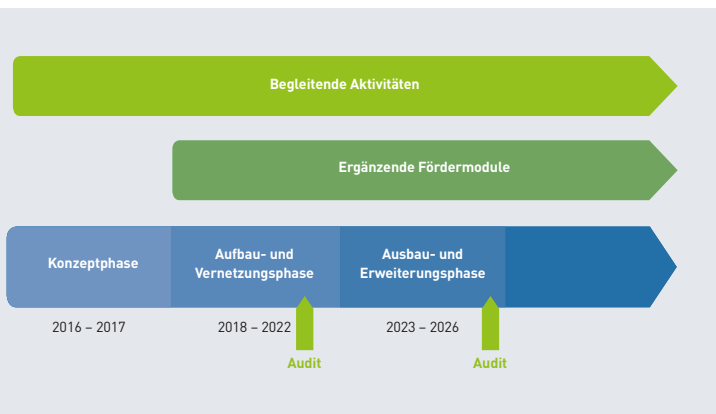 Begleitende Aktivitäten
Ergänzende Fördermodule
Konzeptphase
Aufbau- und
Vernetzungsphase
Ausbau- und
Erweiterungsphase
2016 – 2017
2018 – 2022
2023 – 2026
Audit
Audit